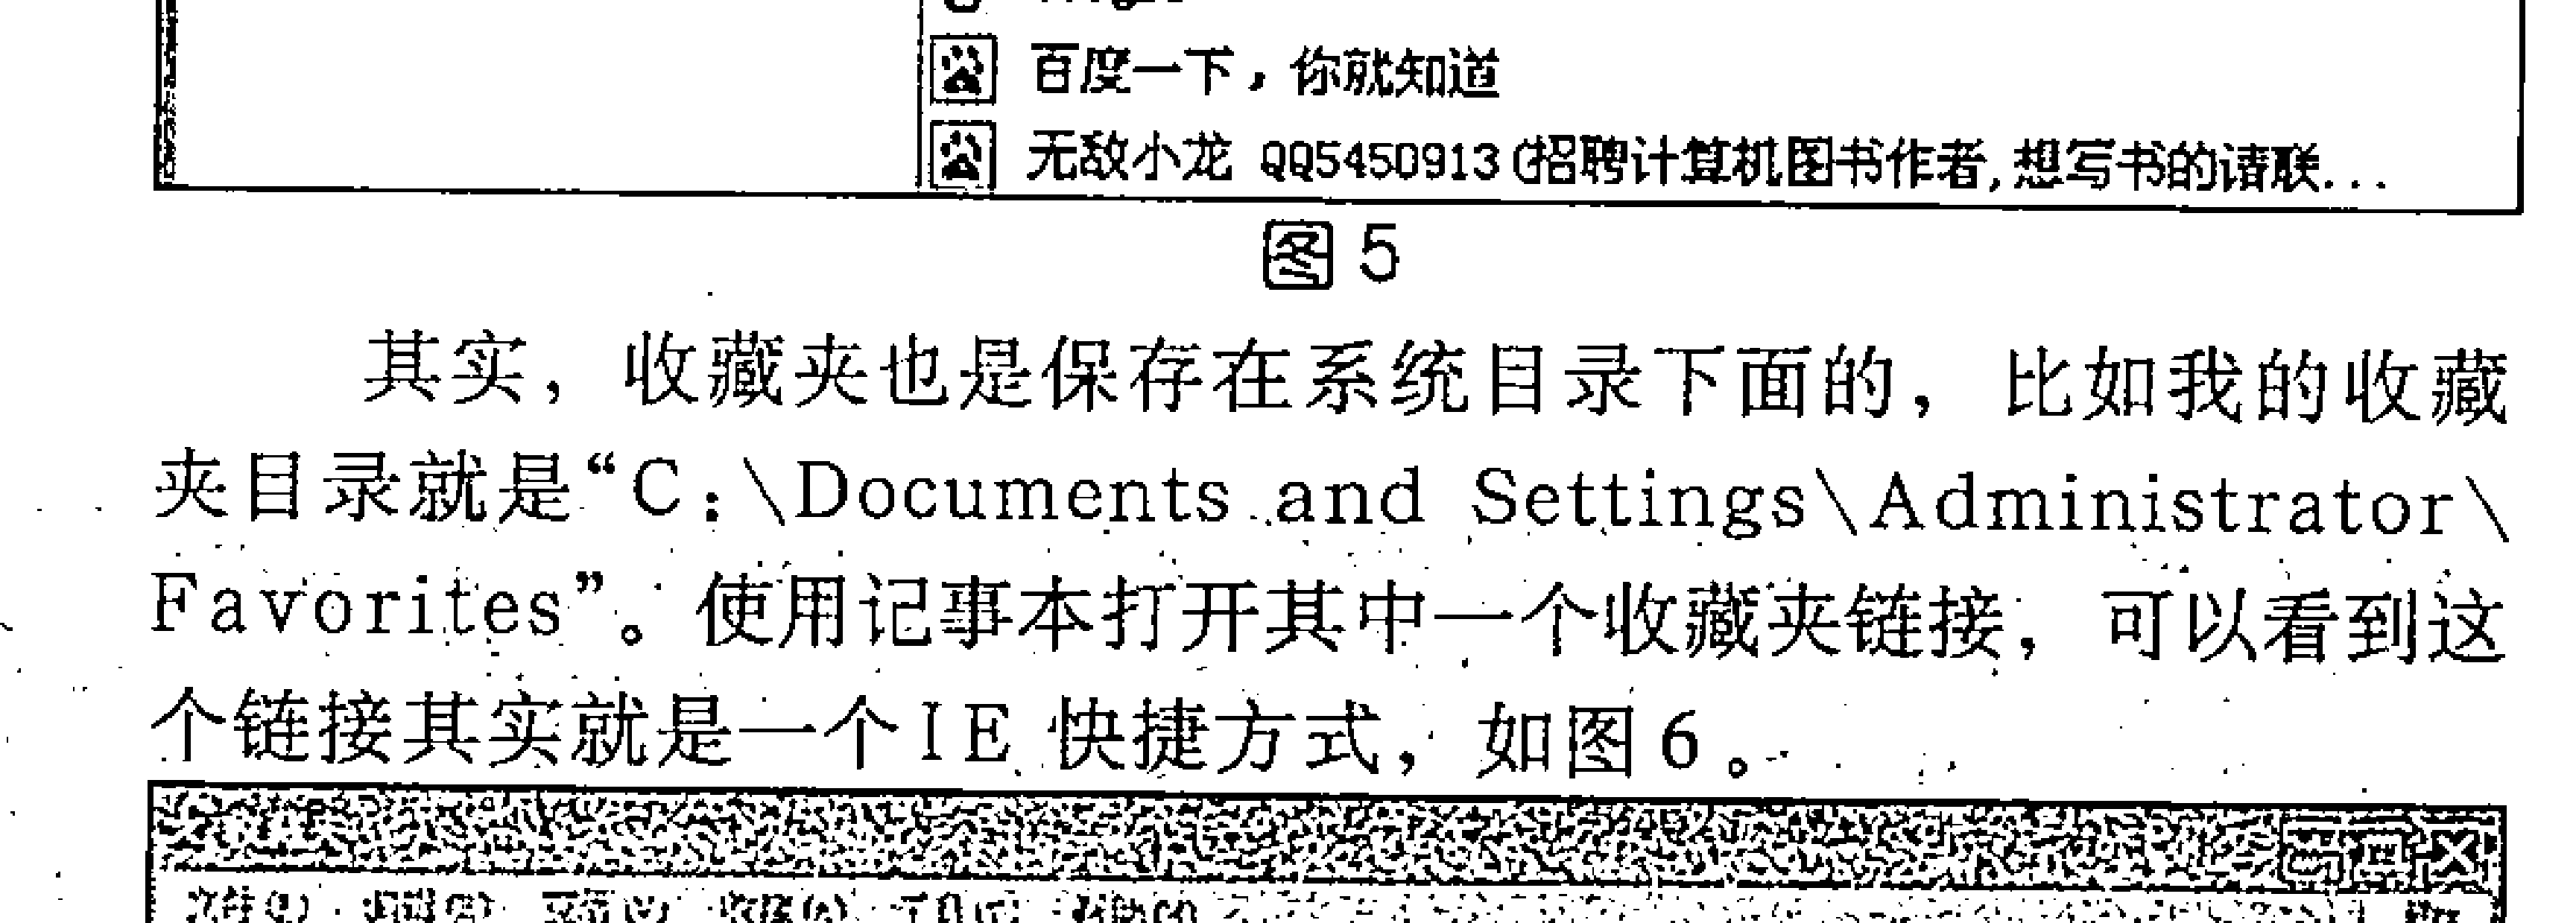 百度一下，你就知道
无敌小龙 QQ5450913(招聘计算机图书作者,想写书的请联...
图 5
其实，收藏夹也是保存在系统目录下面的，比如我的收藏
夹目录就是“C：\Documents and Settings\Administrator\
Favorites”。使用记事本打开其中一个收藏夹链接，可以看到这
个链接其实就是一个IE 快捷方式，如图 6。